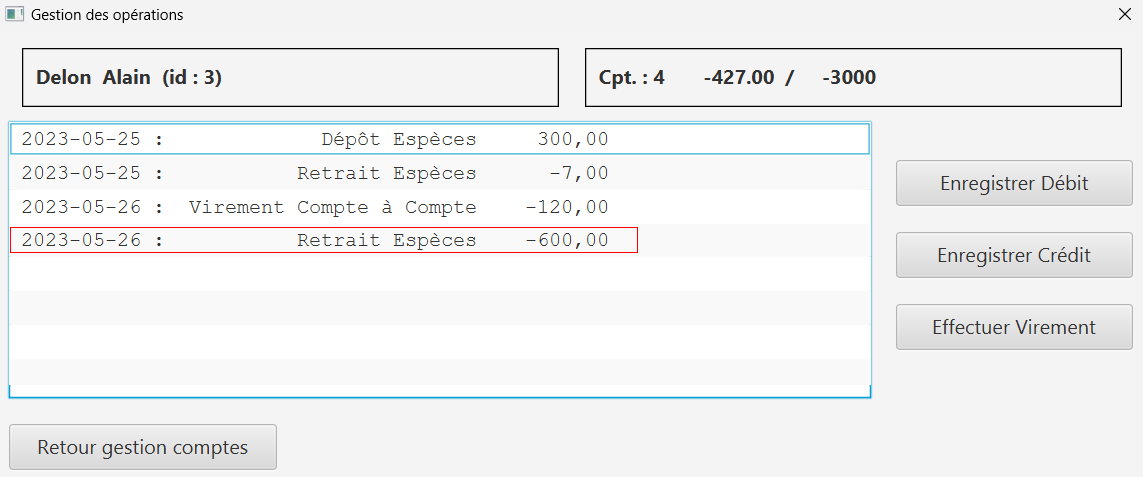 Gestion des opérations
Delon Alain (id : 3)
Cpt. : 4 -427.00 / -3000
2023-05-25 : Dépôt Espèces 300,00
2023-05-25 : Retrait Espèces -7,00
2023-05-26 : Virement Compte à Compte -120,00
2023-05-26 : Retrait Espèces -600,00
Enregistrer Débit
Enregistrer Crédit
Effectuer Virement
Retour gestion comptes